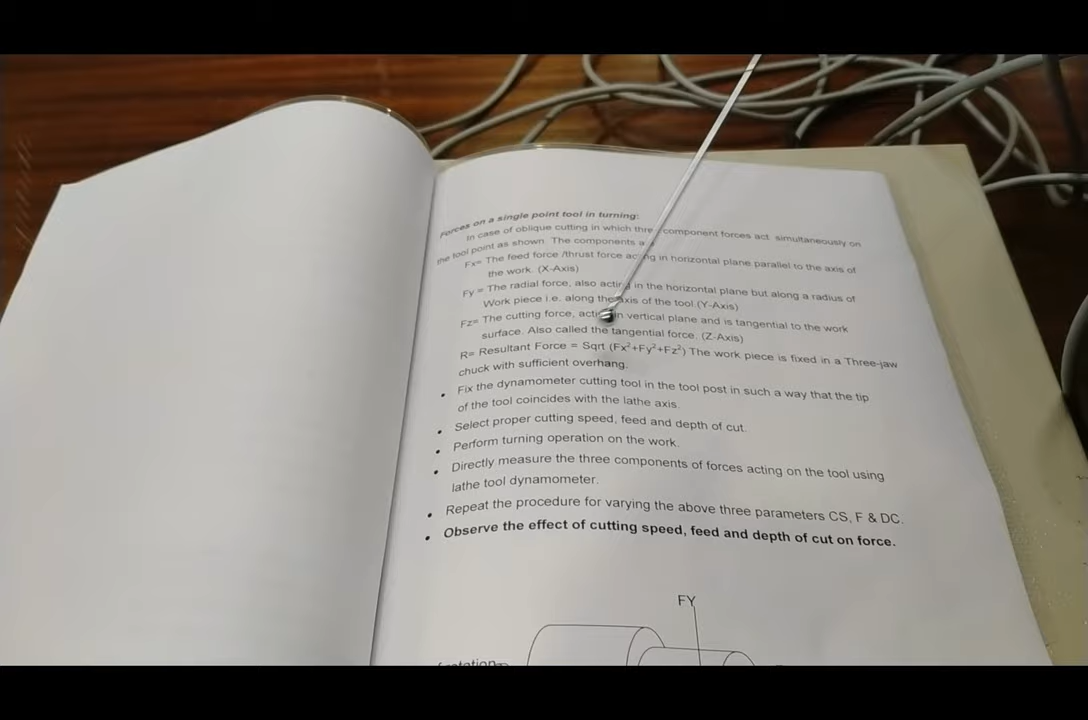 Forces on a single point tool in turning:
In case of oblique cutting in which thre component forces act simultaneously on
the tool point as shown. The components a
Fx= The feed force /thrust force acing in horizontal plane parallel to the axis of
the work. (X-Axis)
Fy = The radial force, also acting in the horizontal plane but along a radius of
Work piece i.e. along the axis of the tool.(Y-Axis)
Fz= The cutting force, acti in vertical plane and is tangential to the work
surface. Also called the tangential force. (Z-Axis)
R= Resultant Force = Sqrt (Fx²+Fy²+Fz²) The work piece is fixed in a Three-jaw
chuck with sufficient overhang.
• Fix the dynamometer cutting tool in the tool post in such a way that the tip
of the tool coincides with the lathe axis.
• Select proper cutting speed, feed and depth of cut.
• Perform turning operation on the work.
• Directly measure the three components of forces acting on the tool using
lathe tool dynamometer.
• Repeat the procedure for varying the above three parameters CS, F & DC.
• Observe the effect of cutting speed, feed and depth of cut on force.
FY